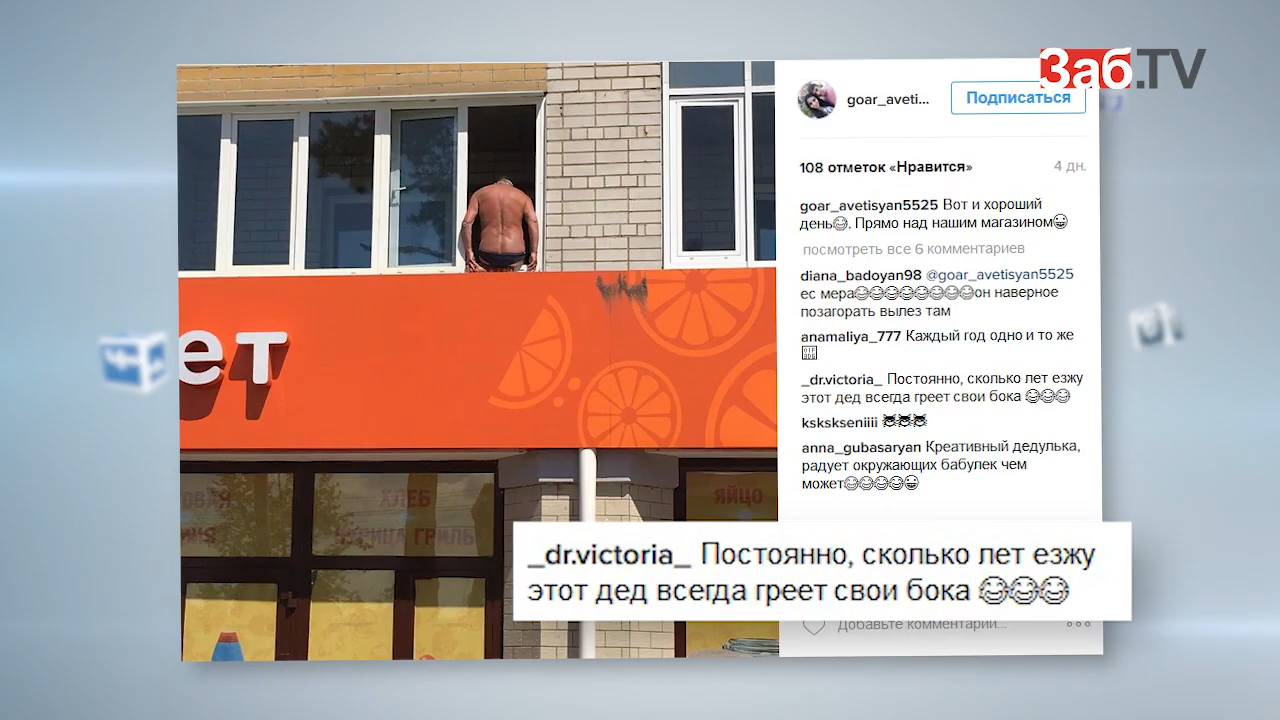 Заб.TV
goar_aveti...
Подписаться
108 отметок «Нравится»
4 дн.
goar_avetisyan5525 Вот и хороший
день😂. Прямо над нашим магазином😀
посмотреть все 6 комментариев
diana_badoyan98 @goar_avetisyan5525
ес мера😂😂😂😂😂😂😂😂он наверное
позагорать вылез там
anamaliya_777 Каждый год одно и то же
_dr.victoria_ Постоянно, сколько лет езжу
этот дед всегда греет свои бока 😂😂😂
kskskseniiii 😈😈😈
anna_gubasaryan Креативный дедулька,
радует окружающих бабулек чем
может😂😂😂😂😀
ет
ХЛЕБ
КУРИЦА ГРИЛЬ
ЯЙЦО
_dr.victoria_ Постоянно, сколько лет езжу
этот дед всегда греет свои бока 😂😂😂
Добавьте комментарий...